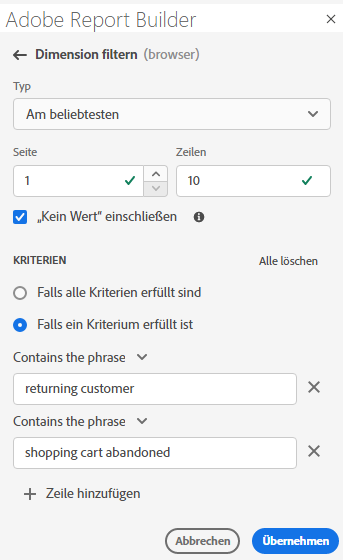 Adobe Report Builder
Dimension filtern (browser)
Typ
Am beliebtesten
Seite Zeilen
1 10
„Kein Wert“ einschließen
KRITERIEN Alle löschen
Falls alle Kriterien erfüllt sind
Falls ein Kriterium erfüllt ist
Contains the phrase
returning customer
Contains the phrase
shopping cart abandoned
Zeile hinzufügen
Abbrechen Übernehmen